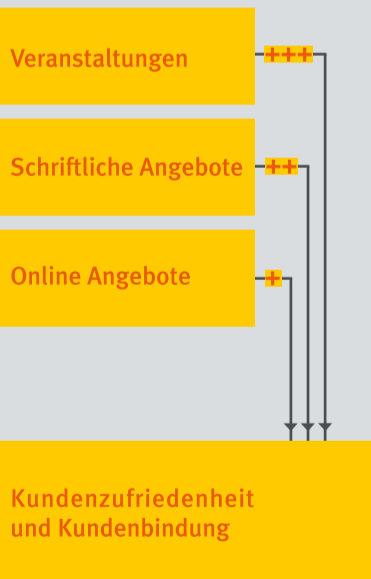 Veranstaltungen +++
Schriftliche Angebote ++
Online Angebote +
Kundenzufriedenheit
und Kundenbindung